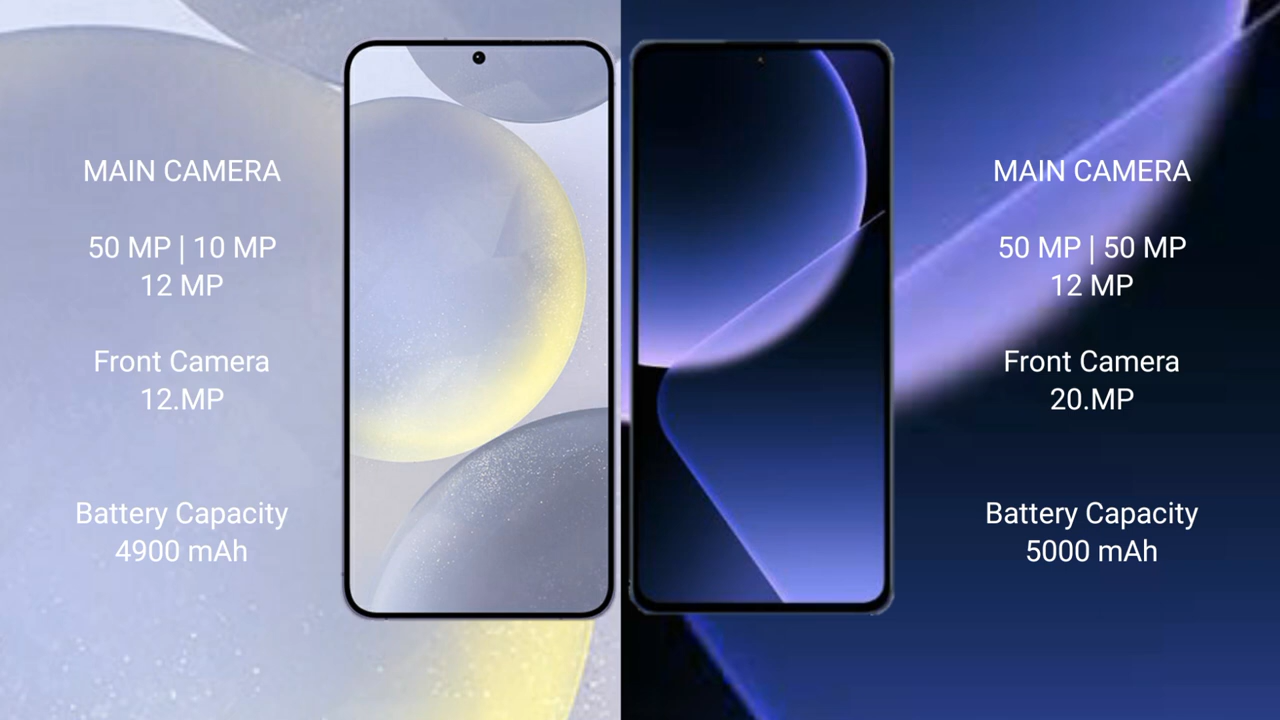 MAIN CAMERA
50 MP | 10 MP
12 MP
Front Camera
12.MP
Battery Capacity
4900 mAh
MAIN CAMERA
50 MP | 50 MP
12 MP
Front Camera
20.MP
Battery Capacity
5000 mAh